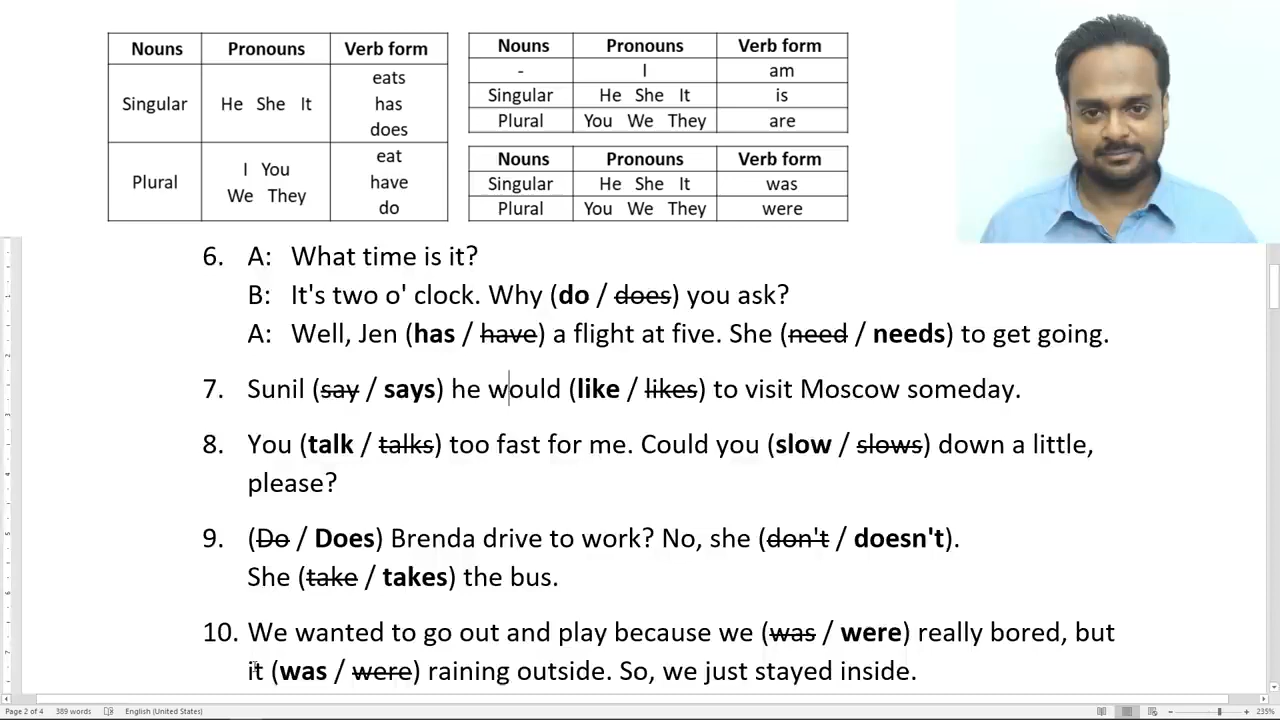 Nouns Pronouns Verb form
Singular He She It eats
has
does
Plural I You
We They eat
have
do
Nouns Pronouns Verb form
- I am
Singular He She It is
Plural You We They are
Nouns Pronouns Verb form
Singular He She It was
Plural You We They were
6. A: What time is it?
B: It's two o' clock. Why (do / does) you ask?
A: Well, Jen (has / have) a flight at five. She (need / needs) to get going.
7. Sunil (say / says) he would (like / likes) to visit Moscow someday.
8. You (talk / talks) too fast for me. Could you (slow / slows) down a little,
please?
9. (Do / Does) Brenda drive to work? No, she (don't / doesn't).
She (take / takes) the bus.
10. We wanted to go out and play because we (was / were) really bored, but
it (was / were) raining outside. So, we just stayed inside.
Page 2 of 4 389 words English (United States) 235%